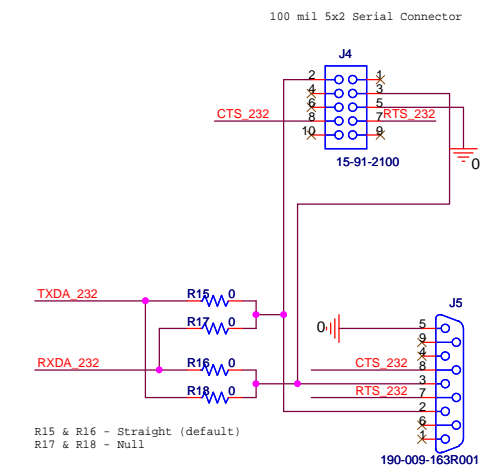 100 mil 5x2 Serial Connector
J4
2 1
4 3
6 5
CTS_232 8 7 RTS_232
10 9
0
15-91-2100
TXDA_232 R15 0
J5
R17 0
0 5
9
4
RXDA_232 R16 0 CTS_232 8
3
R18 0 RTS_232 7
2
R15 & R16 - Straight (default)
6
R17 & R18 - Null
1
190-009-163R001